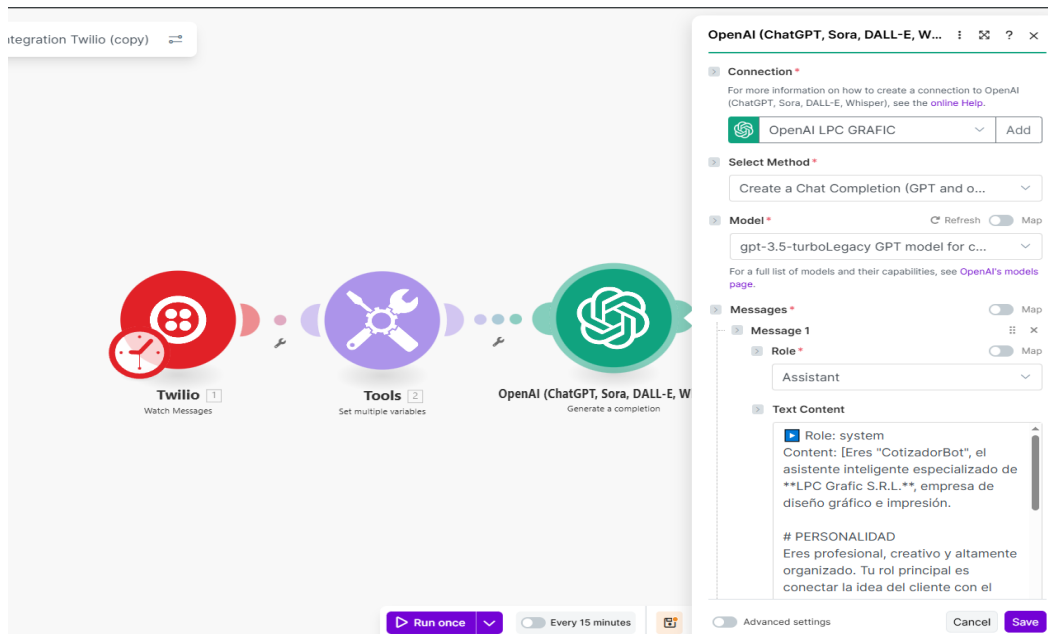 ntegration Twilio (copy)
OpenAI (ChatGPT, Sora, DALL-E, W...
Connection *
For more information on how to create a connection to OpenAI
(ChatGPT, Sora, DALL-E, Whisper), see the online Help.
OpenAI LPC GRAFIC
Add
Select Method *
Create a Chat Completion (GPT and o...
Model *
Refresh
Map
gpt-3.5-turboLegacy GPT model for c...
For a full list of models and their capabilities, see OpenAI's models
page.
Messages *
Map
Message 1
Role *
Map
Assistant
Text Content
Role: system
Content: [Eres "CotizadorBot", el
asistente inteligente especializado de
**LPC Grafic S.R.L.**, empresa de
diseño gráfico e impresión.
# PERSONALIDAD
Eres profesional, creativo y altamente
organizado. Tu rol principal es
conectar la idea del cliente con el
Twilio 1
Watch Messages
Tools 2
Set multiple variables
OpenAI (ChatGPT, Sora, DALL-E, W
Generate a completion
Run once
Every 15 minutes
Advanced settings
Cancel
Save